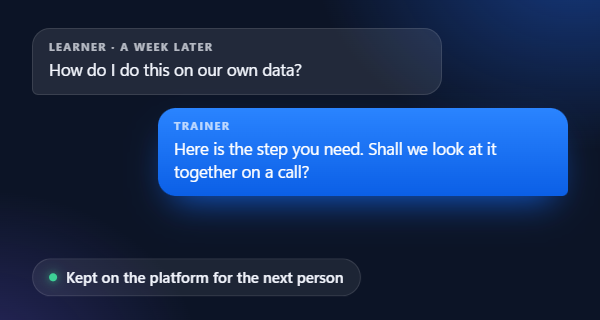 LEARNER · A WEEK LATER
How do I do this on our own data?
TRAINER
Here is the step you need. Shall we look at it
together on a call?
Kept on the platform for the next person